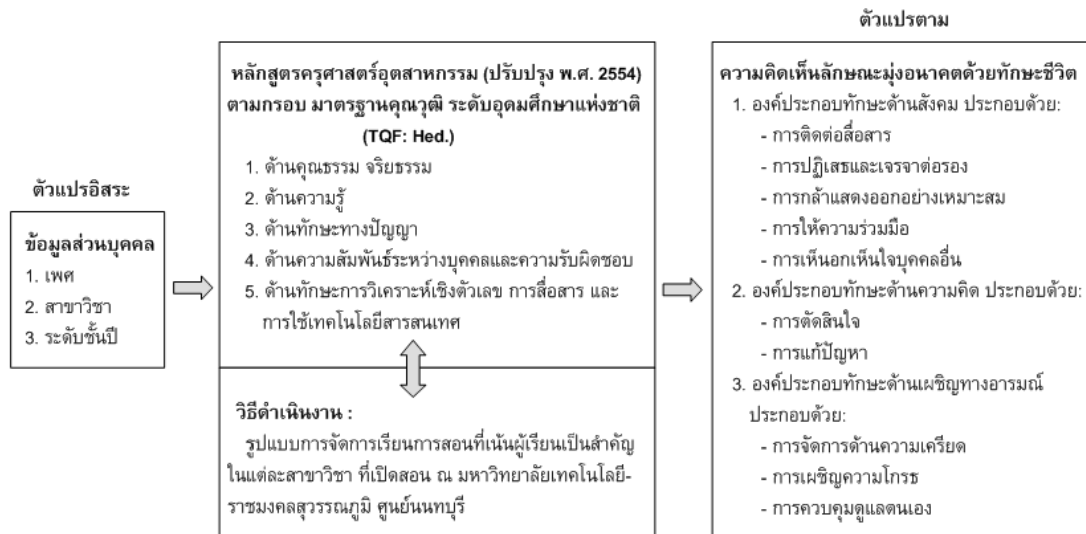 ตัวแปรอิสระ
ข้อมูลส่วนบุคคล
1. เพศ
2. สาขาวิชา
3. ระดับชั้นปี
หลักสูตรครุศาสตร์อุตสาหกรรม (ปรับปรุง พ.ศ. 2554)
ตามกรอบ มาตรฐานคุณวุฒิ ระดับอุดมศึกษาแห่งชาติ
(TQF: Hed.)
1. ด้านคุณธรรม จริยธรรม
2. ด้านความรู้
3. ด้านทักษะทางปัญญา
4. ด้านความสัมพันธ์ระหว่างบุคคลและความรับผิดชอบ
5. ด้านทักษะการวิเคราะห์เชิงตัวเลข การสื่อสาร และ
การใช้เทคโนโลยีสารสนเทศ
วิธีดำเนินงาน :
รูปแบบการจัดการเรียนการสอนที่เน้นผู้เรียนเป็นสำคัญ
ในแต่ละสาขาวิชา ที่เปิดสอน ณ มหาวิทยาลัยเทคโนโลยี-
ราชมงคลสุวรรณภูมิ ศูนย์นนทบุรี
ตัวแปรตาม
ความคิดเห็นลักษณะมุ่งอนาคตด้วยทักษะชีวิต
1. องค์ประกอบทักษะด้านสังคม ประกอบด้วย:
- การติดต่อสื่อสาร
- การปฏิเสธและเจรจาต่อรอง
- การกล้าแสดงออกอย่างเหมาะสม
- การให้ความร่วมมือ
- การเห็นอกเห็นใจบุคคลอื่น
2. องค์ประกอบทักษะด้านความคิด ประกอบด้วย:
- การตัดสินใจ
- การแก้ปัญหา
3. องค์ประกอบทักษะด้านเผชิญทางอารมณ์
ประกอบด้วย:
- การจัดการด้านความเครียด
- การเผชิญความโกรธ
- การควบคุมดูแลตนเอง